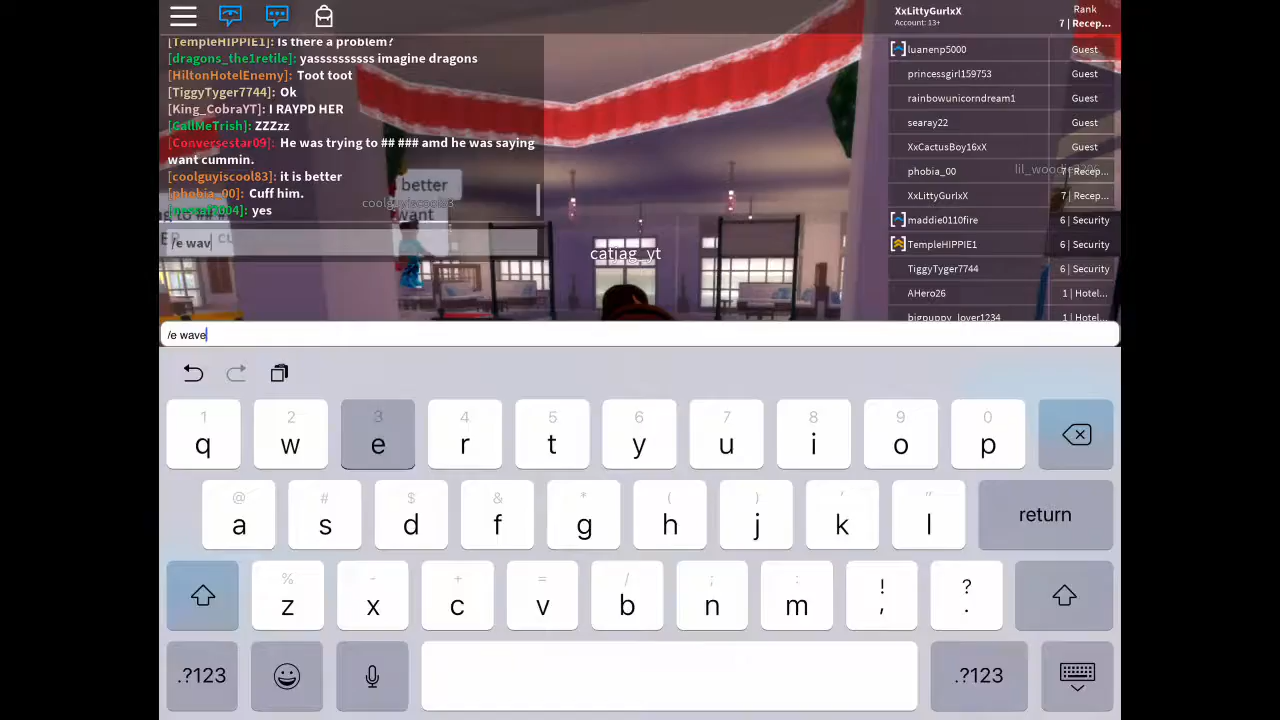 XxLittyGurlxX
Account: 13+
Rank
7 | Recep...
[TempleHIPPIE1]: Is there a problem?
[dragons_the1retile]: yasssssssss imagine dragons
[HiltonHotelEnemy]: Toot toot
[TiggyTyger7744]: Ok
[King_CobraYT]: I RAYPD HER
[CallMeTrish]: ZZZzz
[Conversestar09]: He was trying to ## ### amd he was saying
want cummin.
[coolguyiscool83]: it is better
[phobia_00]: Cuff him.
yes
/e wav
better
want
coolguyiscool83
catjag_yt
luanenp5000 Guest
princessgirl159753 Guest
rainbowunicorndream1 Guest
searay22 Guest
XxCactusBoy16xX Guest
phobia_00 7 | Recep...
XxLittyGurlxX 7 | Recep...
maddie0110fire 6 | Security
TempleHIPPIE1 6 | Security
TiggyTyger7744 6 | Security
AHero26 1 | Hotel...
bigpuppy_lover1234 1 | Hotel...
/e wave
1 2 3 4 5 6 7 8 9 0
q w e r t y u i o p
@ # $ & * ( ) ' "
a s d f g h j k l return
% - + = / ; : ! ?
z x c v b n m , .
.?123 .?123